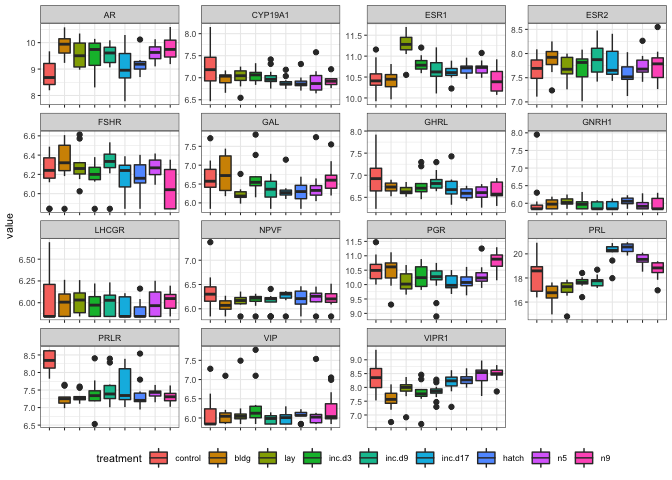 AR CYP19A1 ESR1 ESR2
10 9 8
8.0 7.5 7.0 6.5
11.5 11.0 10.5 10.0
8.5 8.0 7.5 7.0
FSHR GAL GHRL GNRH1
6.6 6.4 6.2 6.0
7.5 7.0 6.5 6.0
7.5 7.0 6.5
8.0 7.5 7.0 6.5 6.0
value
LHCGR NPVF PGR PRL
6.50 6.25 6.00
7.0 6.5 6.0
11.5 11.0 10.5 10.0 9.5 9.0
20 18 16
PRLR VIP VIPR1
8.5 8.0 7.5 7.0 6.5
7.5 7.0 6.5 6.0
9.0 8.5 8.0 7.5 7.0
treatment control bldg lay inc.d3 inc.d9 inc.d17 hatch n5 n9